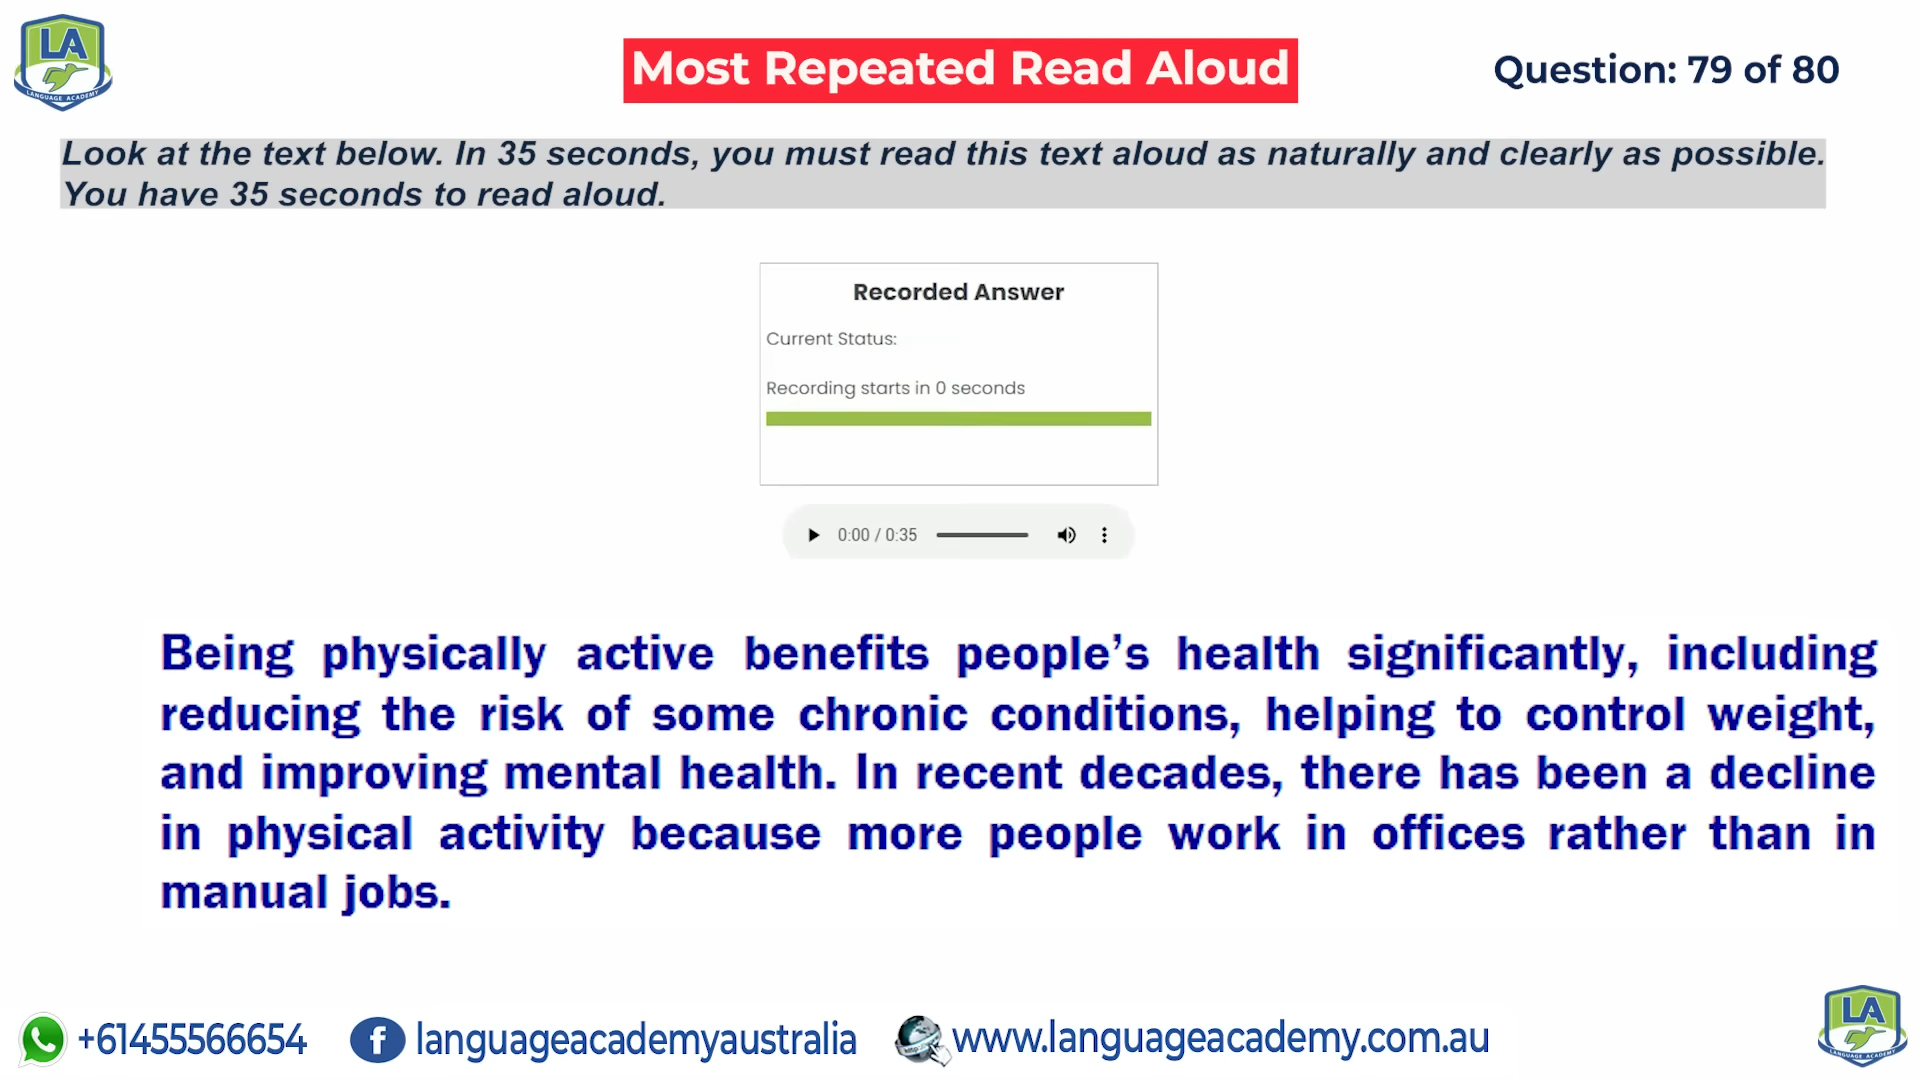 LA
LANGUAGE ACADEMY
Most Repeated Read Aloud
Question: 79 of 80
Look at the text below. In 35 seconds, you must read this text aloud as naturally and clearly as possible.
You have 35 seconds to read aloud.
Recorded Answer
Current Status:
Recording starts in 0 seconds
0:00 / 0:35
Being physically active benefits people’s health significantly, including
reducing the risk of some chronic conditions, helping to control weight,
and improving mental health. In recent decades, there has been a decline
in physical activity because more people work in offices rather than in
manual jobs.
+61455566654
f
languageacademyaustralia
http
www.languageacademy.com.au
LA
LANGUAGE ACADEMY